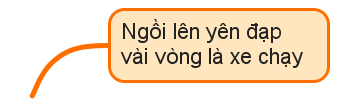 Ngồi lên yên đạp
vài vòng là xe chạy